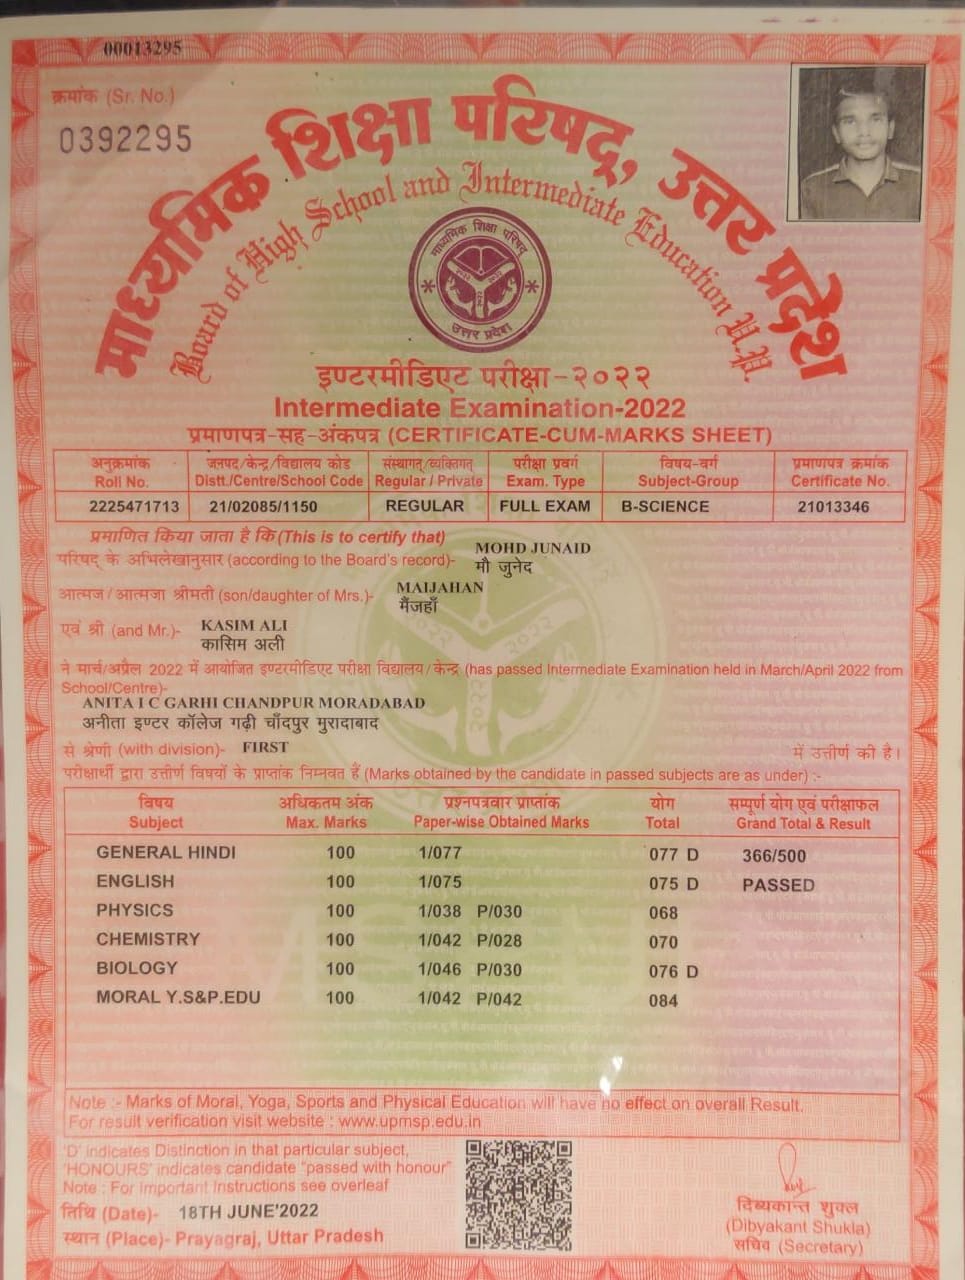 00013295
क्रमांक (Sr. No.)
0392295
माध्यमिक शिक्षा परिषद्, उत्तर प्रदेश
Board of High School and Intermediate Education U.P.
माध्यमिक शिक्षा परिषद्
उत्तर प्रदेश
इण्टरमीडिएट परीक्षा-२०२२
Intermediate Examination-2022
प्रमाणपत्र-सह-अंकपत्र (CERTIFICATE-CUM-MARKS SHEET)
अनुक्रमांक जनपद/केन्द्र/विद्यालय कोड संस्थागत/व्यक्तिगत् परीक्षा प्रवर्ग विषय-वर्ग प्रमाणपत्र क्रमांक
Roll No. Distt./Centre/School Code Regular / Private Exam. Type Subject-Group Certificate No.
2225471713 21/02085/1150 REGULAR FULL EXAM B-SCIENCE 21013346
प्रमाणित किया जाता है कि (This is to certify that)
परिषद् के अभिलेखानुसार (according to the Board's record)- MOHD JUNAID
मौ जुनेद
आत्मज/आत्मजा श्रीमती (son/daughter of Mrs.)- MAIJAHAN
मैंजहाँ
एवं श्री (and Mr.)- KASIM ALI
कासिम अली
ने मार्च/अप्रैल 2022 में आयोजित इण्टरमीडिएट परीक्षा विद्यालय/केन्द्र (has passed Intermediate Examination held in March/April 2022 from
School/Centre)-
ANITA I C GARHI CHANDPUR MORADABAD
अनीता इण्टर कॉलेज गढ़ी चाँदपुर मुरादाबाद
से श्रेणी (with division)- FIRST में उत्तीर्ण की है।
परीक्षार्थी द्वारा उत्तीर्ण विषयों के प्राप्तांक निम्नवत हैं (Marks obtained by the candidate in passed subjects are as under) :-
विषय अधिकतम अंक प्रश्नपत्रवार प्राप्तांक योग सम्पूर्ण योग एवं परीक्षाफल
Subject Max. Marks Paper-wise Obtained Marks Total Grand Total & Result
GENERAL HINDI 100 1/077 077 D 366/500
ENGLISH 100 1/075 075 D PASSED
PHYSICS 100 1/038 P/030 068
CHEMISTRY 100 1/042 P/028 070
BIOLOGY 100 1/046 P/030 076 D
MORAL Y.S&P.EDU 100 1/042 P/042 084
Note :- Marks of Moral, Yoga, Sports and Physical Education will have no effect on overall Result.
For result verification visit website : www.upmsp.edu.in
'D' indicates Distinction in that particular subject,
'HONOURS' indicates candidate "passed with honour"
Note : For Important Instructions see overleaf
तिथि (Date)- 18TH JUNE'2022
स्थान (Place)- Prayagraj, Uttar Pradesh
दिब्यकान्त शुक्ल
(Dibyakant Shukla)
सचिव (Secretary)